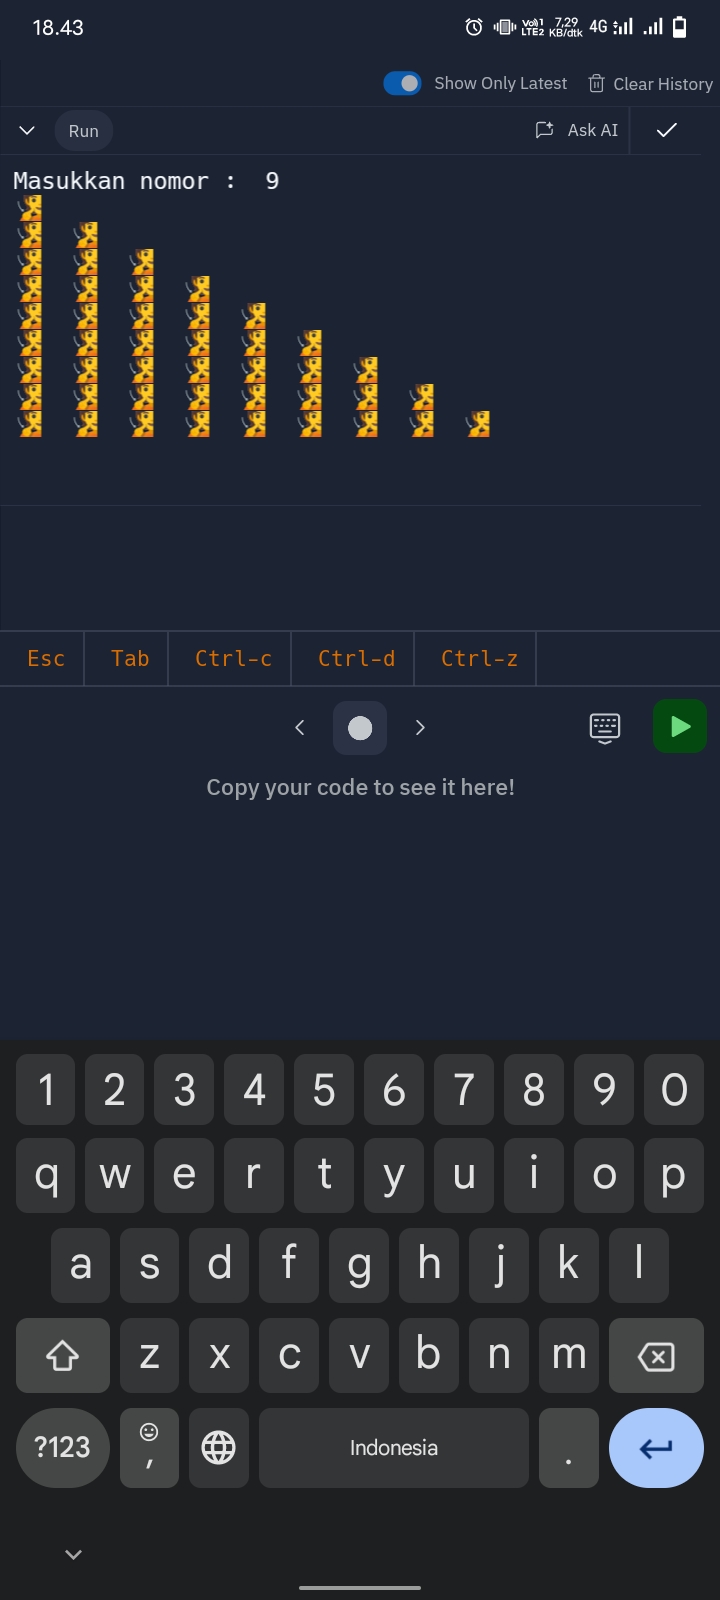 18.43
Vo))1 LTE2 7,29 KB/dtk 4G
Show Only Latest Clear History
Run Ask AI
Masukkan nomor :  9
Esc Tab Ctrl-c Ctrl-d Ctrl-z
Copy your code to see it here!
1 2 3 4 5 6 7 8 9 0
q w e r t y u i o p
a s d f g h j k l
z x c v b n m
?123 , Indonesia .